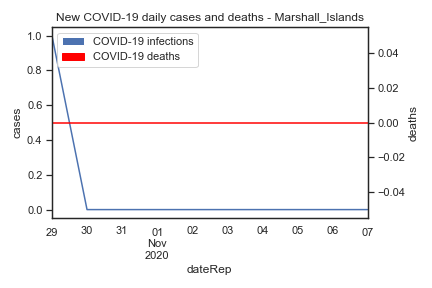 New COVID-19 daily cases and deaths - Marshall_Islands
COVID-19 infections
COVID-19 deaths
1.0
0.8
0.6
0.4
0.2
0.0
cases
0.04
0.02
0.00
−0.02
−0.04
deaths
29 30 31 01 02 03 04 05 06 07
Nov
2020
dateRep